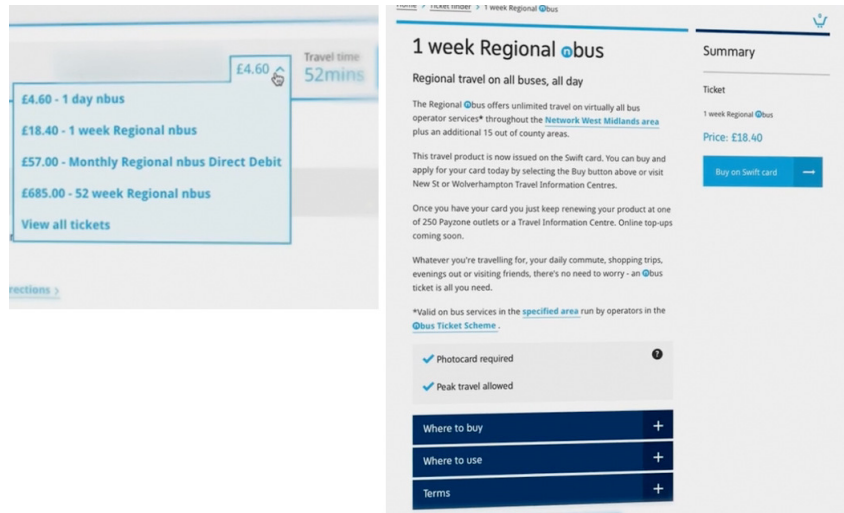 £4.60
Travel time
52mins
£4.60 - 1 day nbus
£18.40 - 1 week Regional nbus
£57.00 - Monthly Regional nbus Direct Debit
£685.00 - 52 week Regional nbus
View all tickets
rections >
Home > Ticket finder > 1 week Regional nbus
1 week Regional nbus
Regional travel on all buses, all day
The Regional nbus offers unlimited travel on virtually all bus
operator services* throughout the Network West Midlands area
plus an additional 15 out of county areas.
This travel product is now issued on the Swift card. You can buy and
apply for your card today by selecting the Buy button above or visit
New St or Wolverhampton Travel Information Centres.
Once you have your card you just keep renewing your product at one
of 250 Payzone outlets or a Travel Information Centre. Online top-ups
coming soon.
Whatever you're travelling for, your daily commute, shopping trips,
evenings out or visiting friends, there's no need to worry - an nbus
ticket is all you need.
*Valid on bus services in the specified area run by operators in the
nbus Ticket Scheme .
Photocard required
?
Peak travel allowed
Where to buy +
Where to use +
Terms +
Summary
Ticket
1 week Regional nbus
Price: £18.40
Buy on Swift card